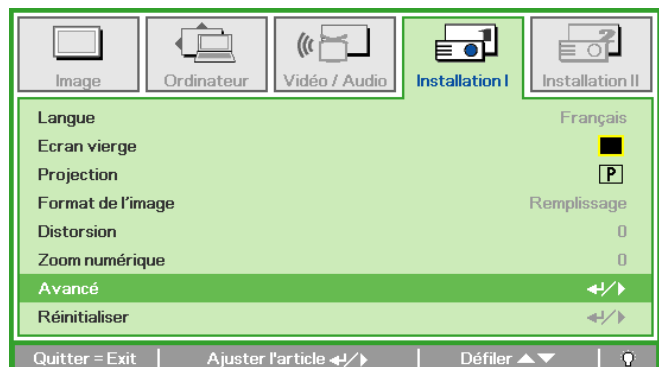 Image
Ordinateur
Vidéo / Audio
Installation I
Installation II
Langue Français
Ecran vierge
Projection P
Format de l'image Remplissage
Distorsion 0
Zoom numérique 0
Avancé
Réinitialiser
Quitter = Exit Ajuster l'article Défiler